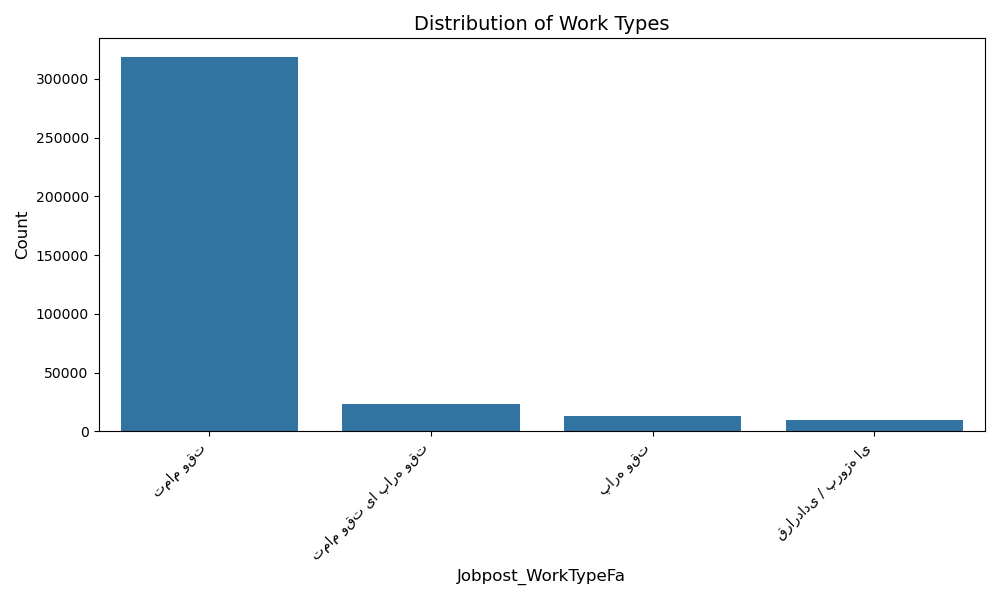 Distribution of Work Types
Count
300000
250000
200000
150000
100000
50000
0
تمام وقت
تمام وقت یا پاره وقت
پاره وقت
قراردادی / پروژه ای
Jobpost_WorkTypeFa